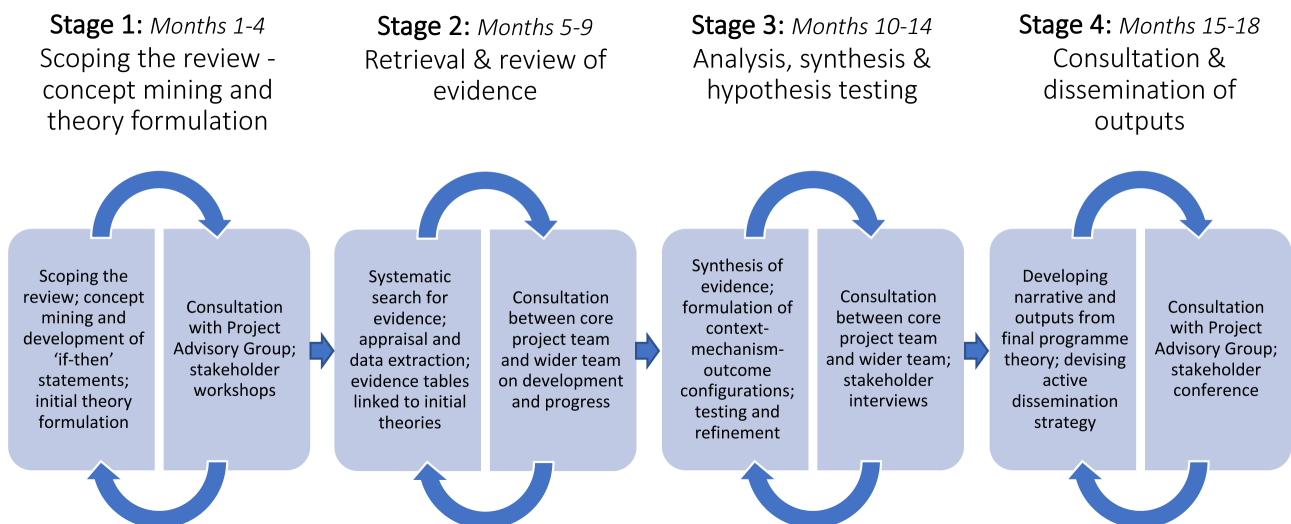 Stage 1: Months 1-4
Scoping the review -
concept mining and
theory formulation
Stage 2: Months 5-9
Retrieval & review of
evidence
Stage 3: Months 10-14
Analysis, synthesis &
hypothesis testing
Stage 4: Months 15-18
Consultation &
dissemination of
outputs
Scoping the
review; concept
mining and
development of
‘if-then’
statements;
initial theory
formulation
Consultation
with Project
Advisory Group;
stakeholder
workshops
Systematic
search for
evidence;
appraisal and
data extraction;
evidence tables
linked to initial
theories
Consultation
between core
project team
and wider team
on development
and progress
Synthesis of
evidence;
formulation of
context-
mechanism-
outcome
configurations;
testing and
refinement
Consultation
between core
project team
and wider team;
stakeholder
interviews
Developing
narrative and
outputs from
final programme
theory; devising
active
dissemination
strategy
Consultation
with Project
Advisory Group;
stakeholder
conference